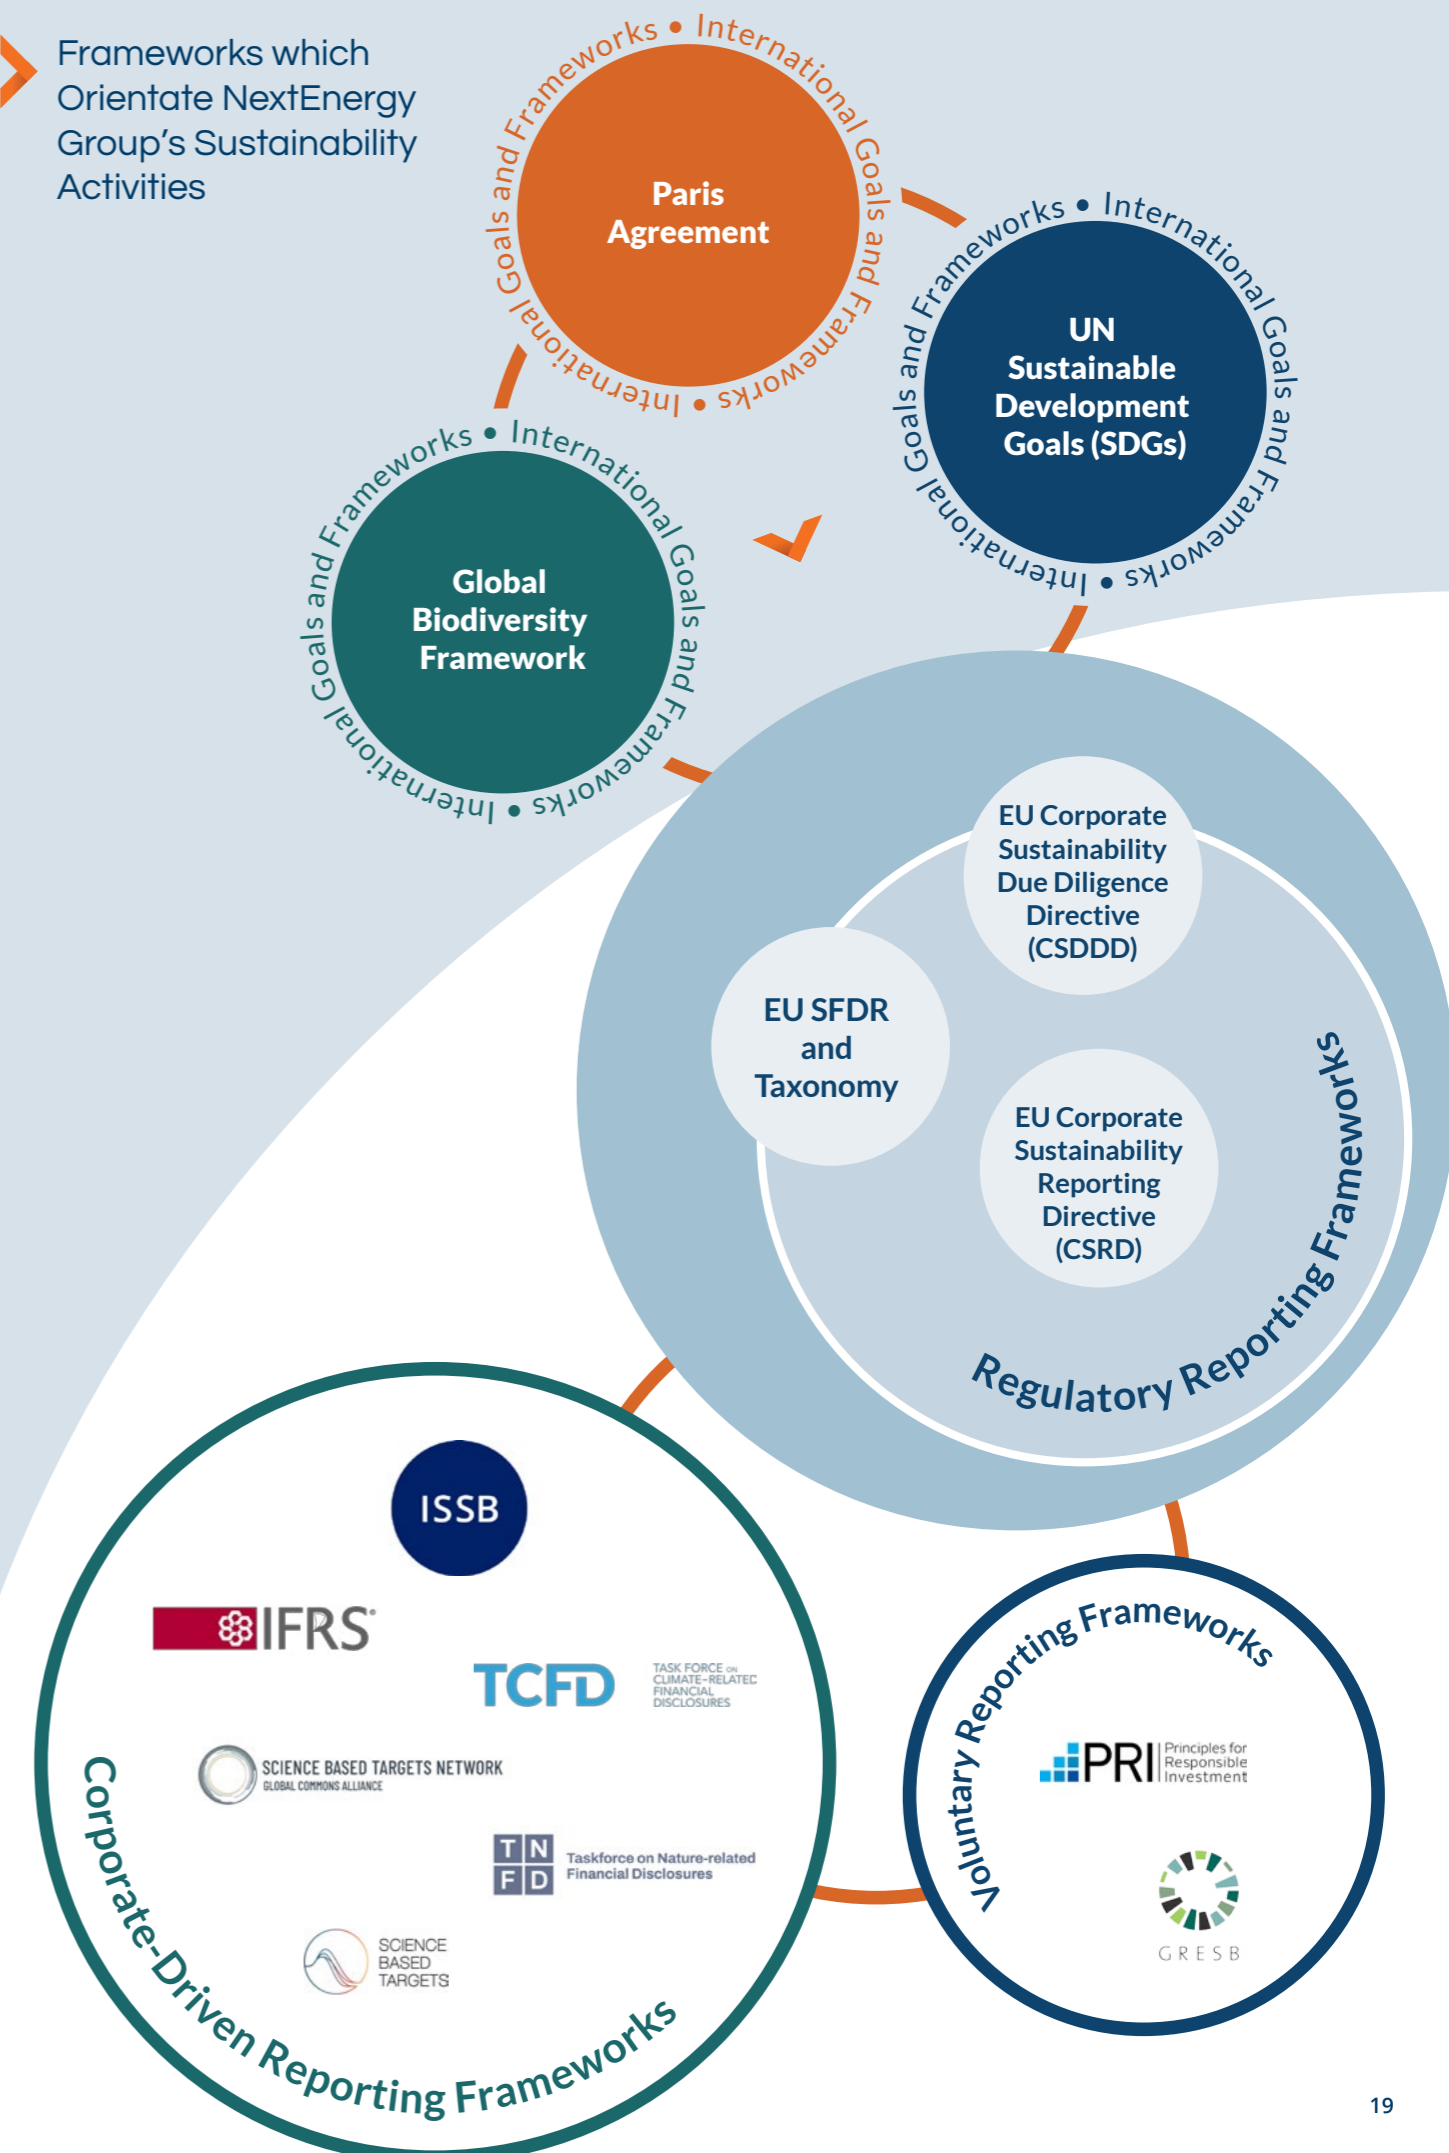 Frameworks which
Orientate NextEnergy
Group's Sustainability
Activities
International Goals and Frameworks • International Goals and Frameworks •
Paris
Agreement
International Goals and Frameworks • International Goals and Frameworks •
UN
Sustainable
Development
Goals (SDGs)
International Goals and Frameworks • International Goals and Frameworks •
Global
Biodiversity
Framework
EU Corporate
Sustainability
Due Diligence
Directive
(CSDDD)
EU SFDR
and
Taxonomy
EU Corporate
Sustainability
Reporting
Directive
(CSRD)
Regulatory Reporting Frameworks
ISSB
IFRS
TCFD
TASK FORCE ON
CLIMATE-RELATED
FINANCIAL
DISCLOSURES
SCIENCE BASED TARGETS NETWORK
GLOBAL COMMONS ALLIANCE
TN
FD
Taskforce on Nature-related
Financial Disclosures
SCIENCE
BASED
TARGETS
Corporate-Driven Reporting Frameworks
Voluntary Reporting Frameworks
PRI
Principles for
Responsible
Investment
GRESB
19